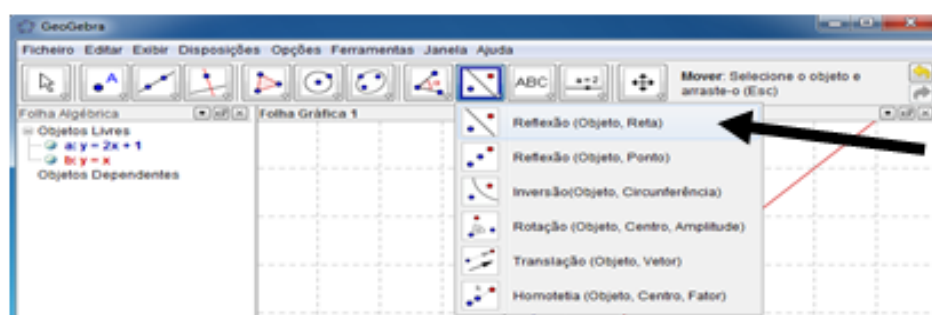 GeoGebra
Ficheiro Editar Exibir Disposições Opções Ferramentas Janela Ajuda
A
ABC
a=2
Mover: Selecione o objeto e
arraste-o (Esc)
Folha Algébrica
Folha Gráfica 1
Objetos Livres
a: y = 2x + 1
b: y = x
Objetos Dependentes
Reflexão (Objeto, Reta)
Reflexão (Objeto, Ponto)
Inversão(Objeto, Circunferência)
Rotação (Objeto, Centro, Amplitude)
Translação (Objeto, Vetor)
Homotetia (Objeto, Centro, Fator)